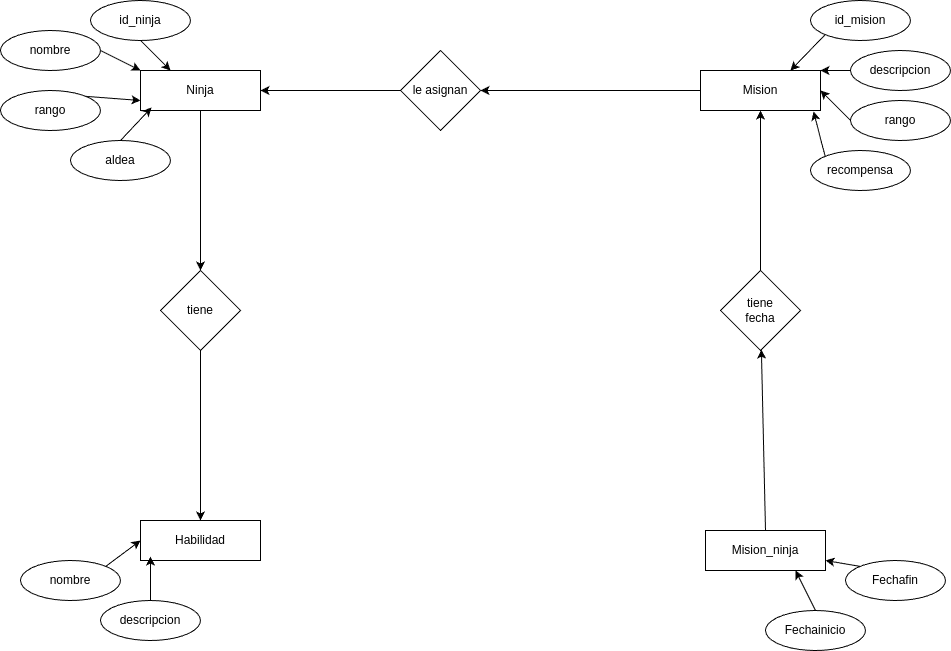 id_ninja
id_mision
nombre
descripcion
Ninja
le asignan
Mision
rango
rango
aldea
recompensa
tiene
tiene
fecha
Habilidad
Mision_ninja
nombre
Fechafin
descripcion
Fechainicio